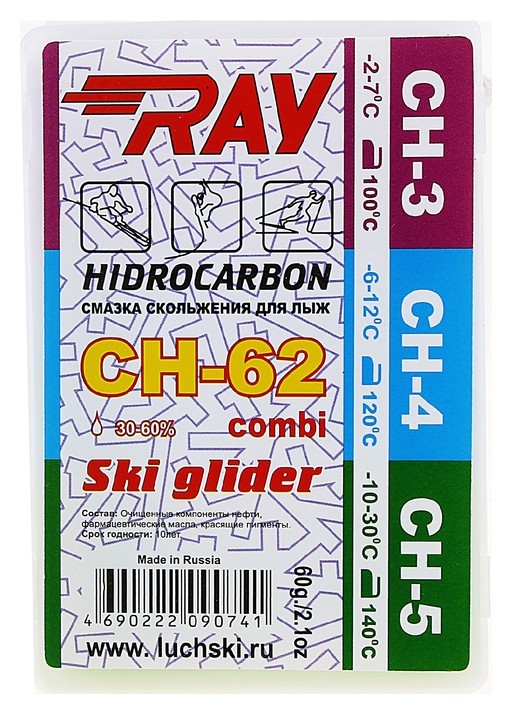 RAY
HIDROCARBON
СМАЗКА СКОЛЬЖЕНИЯ ДЛЯ ЛЫЖ
CH-62
30-60%
combi
Ski glider
Состав: Очищенные компоненты нефти,
фармацевтические масла, красящие пигменты.
Срок годности: 10лет.
Made in Russia
4 690222 090741
60g./2,1oz
www.luchski.ru
CH-3
-2-7°C
100°C
CH-4
-6-12°C
120°C
CH-5
-10-30°C
140°C